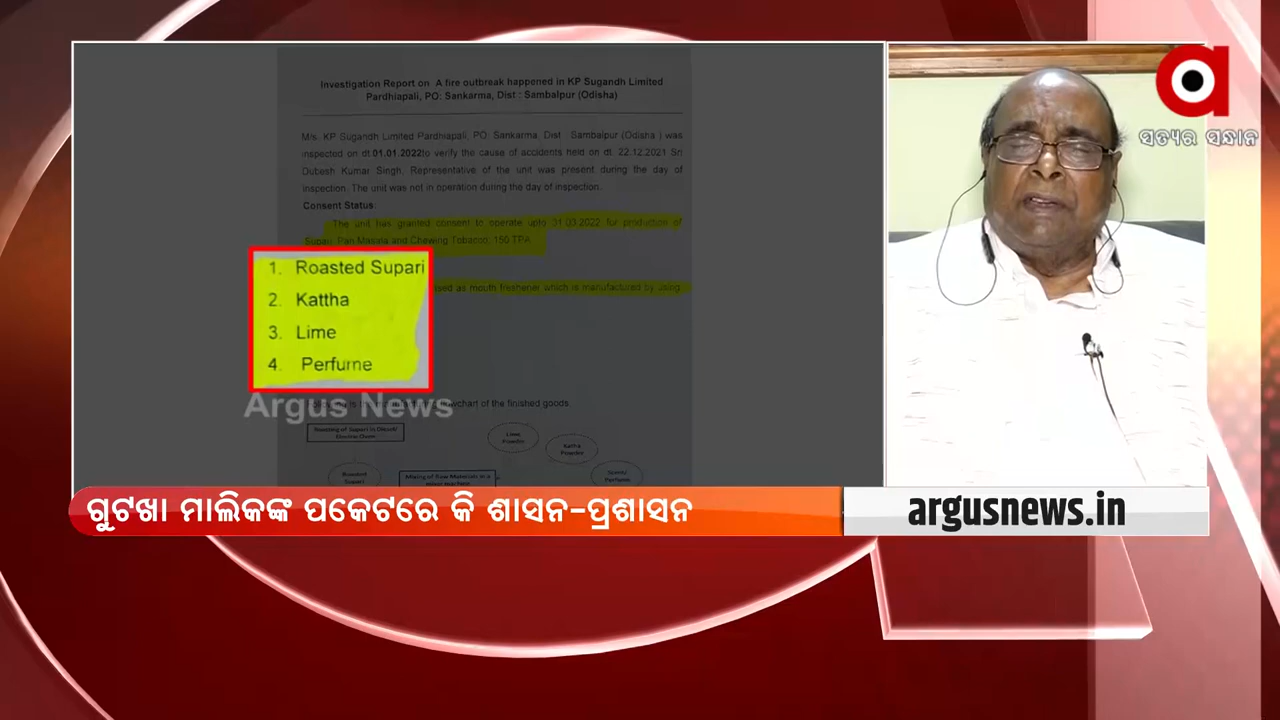 ସତ୍ୟର ସନ୍ଧାନ
Investigation Report on A fire outbreak happened in KP Sugandh Limited
Pardhiapali, PO: Sankarma, Dist : Sambalpur (Odisha)
M/s. KP Sugandh Limited Pardhiapali, PO: Sankarma, Dist : Sambalpur (Odisha ) was
inspected on dt.01.01.2022to verify the cause of accidents held on dt. 22.12.2021 Sri
Dubesh Kumar Singh, Representative of the unit was present during the day of
inspection. The unit was not in operation during the day of inspection.
Consent Status:
The unit has granted consent to operate upto 31.03.2022 for production of
Supari, Pan Masala and Chewing Tobacco: 150 TPA
as mouth freshener which is manufactured by using:
1. Roasted Supari
2. Kattha
3. Lime
4. Perfume
Argus News
flowchart of the finished goods.
Lime
Powder
Kattha
Powder
Roasted
Supari
Mixing of Raw Materials in a
ଗୁଟଖା ମାଲିକଙ୍କ ପକେଟରେ କି ଶାସନ-ପ୍ରଶାସନ
argusnews.in